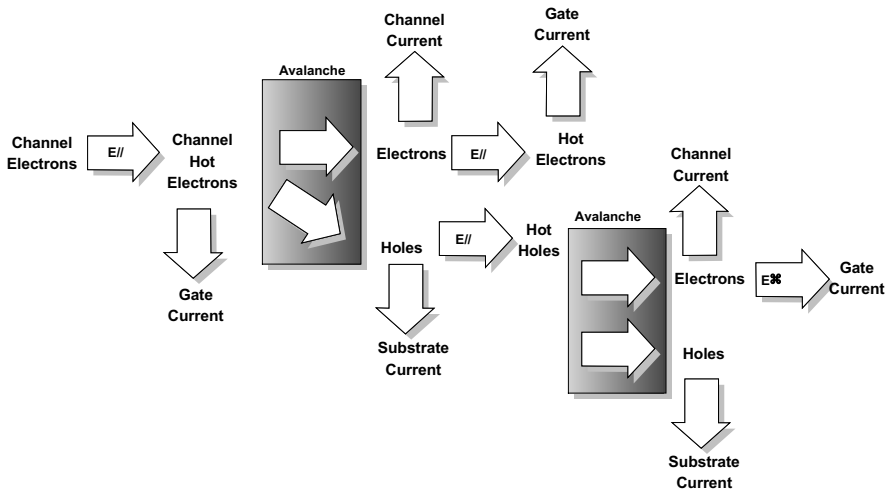 Channel
Current
Gate
Current
Avalanche
Channel
Electrons
E//
Channel
Hot
Electrons
Electrons
E//
Hot
Electrons
Channel
Current
Gate
Current
Holes
E//
Hot
Holes
Avalanche
Electrons
E⌘
Gate
Current
Substrate
Current
Holes
Substrate
Current